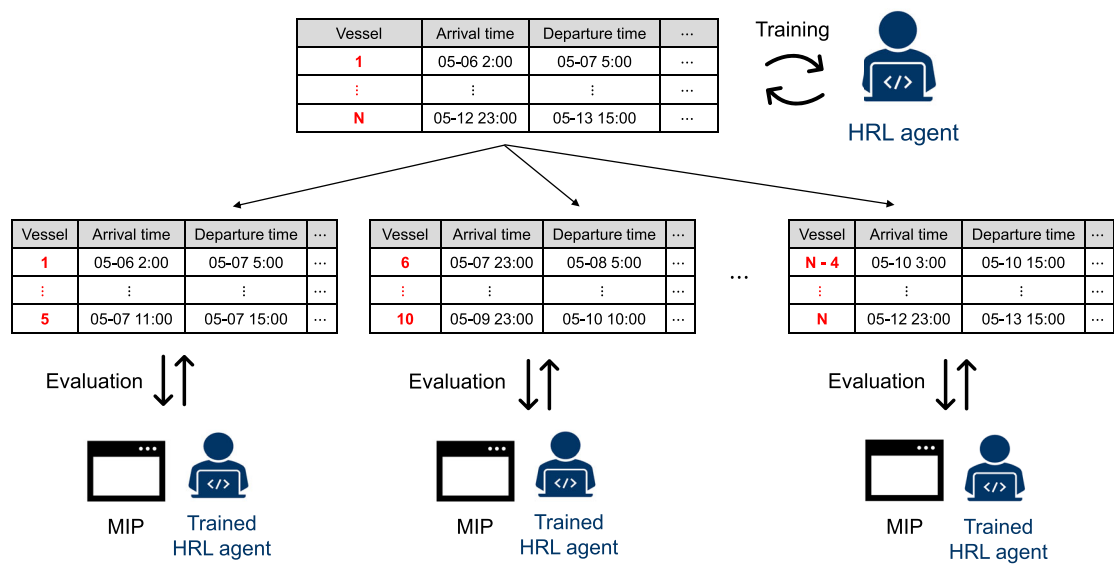 Vessel Arrival time Departure time ...
1 05-06 2:00 05-07 5:00 ...
⋮ ⋮ ⋮ ...
N 05-12 23:00 05-13 15:00 ...
Training
</>
HRL agent
Vessel Arrival time Departure time ...
1 05-06 2:00 05-07 5:00 ...
⋮ ⋮ ⋮ ...
5 05-07 11:00 05-07 15:00 ...
Vessel Arrival time Departure time ...
6 05-07 23:00 05-08 5:00 ...
⋮ ⋮ ⋮ ...
10 05-09 23:00 05-10 10:00 ...
...
Vessel Arrival time Departure time ...
N - 4 05-10 3:00 05-10 15:00 ...
⋮ ⋮ ⋮ ...
N 05-12 23:00 05-13 15:00 ...
Evaluation
</>
MIP
Trained
HRL agent
Evaluation
</>
MIP
Trained
HRL agent
Evaluation
</>
MIP
Trained
HRL agent